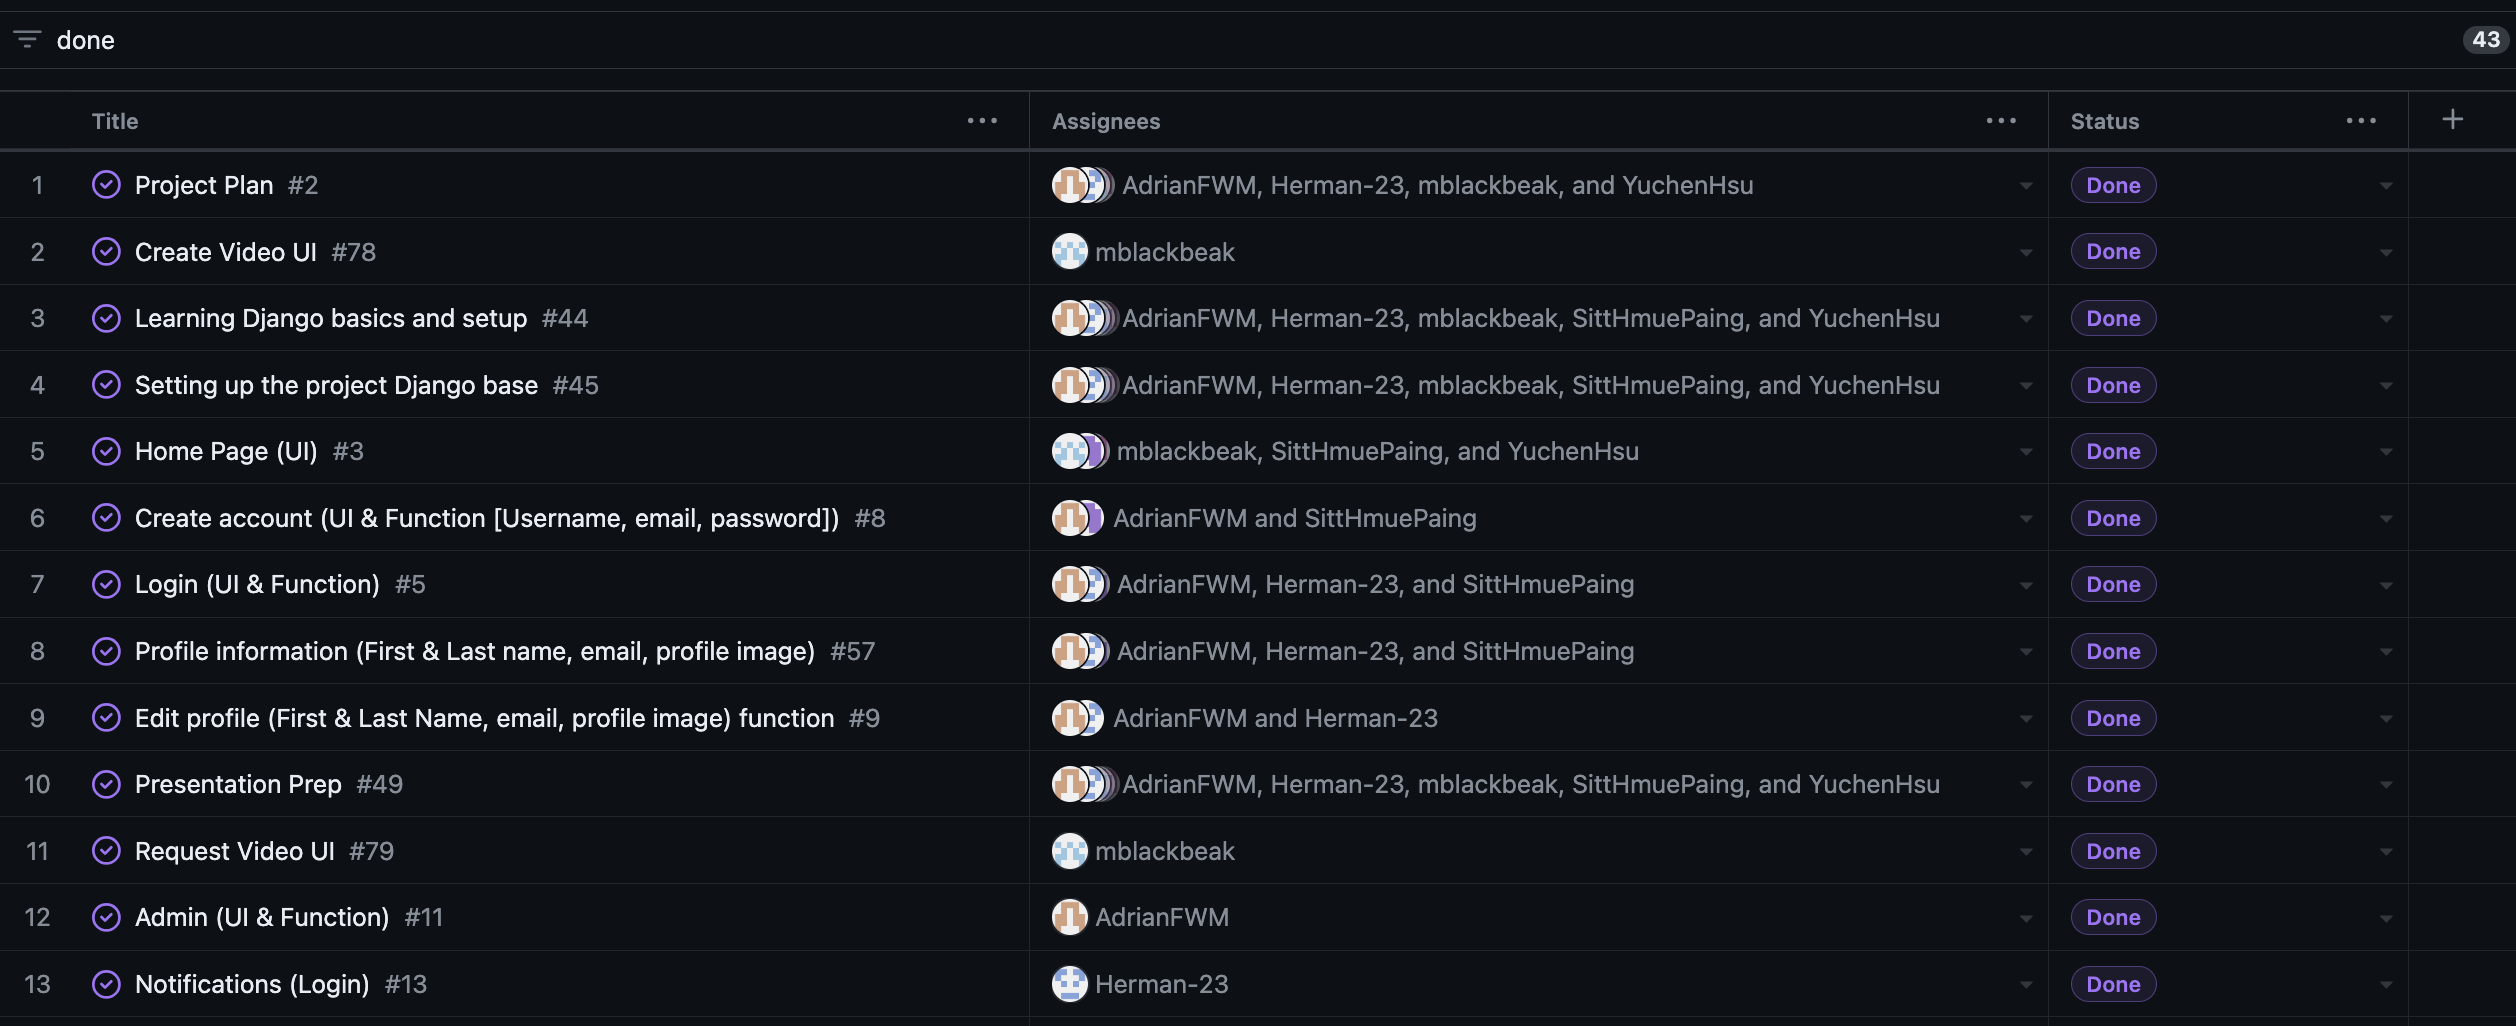 done 43
Title Assignees Status
1 Project Plan #2 AdrianFWM, Herman-23, mblackbeak, and YuchenHsu Done
2 Create Video UI #78 mblackbeak Done
3 Learning Django basics and setup #44 AdrianFWM, Herman-23, mblackbeak, SittHmuePaing, and YuchenHsu Done
4 Setting up the project Django base #45 AdrianFWM, Herman-23, mblackbeak, SittHmuePaing, and YuchenHsu Done
5 Home Page (UI) #3 mblackbeak, SittHmuePaing, and YuchenHsu Done
6 Create account (UI & Function [Username, email, password]) #8 AdrianFWM and SittHmuePaing Done
7 Login (UI & Function) #5 AdrianFWM, Herman-23, and SittHmuePaing Done
8 Profile information (First & Last name, email, profile image) #57 AdrianFWM, Herman-23, and SittHmuePaing Done
9 Edit profile (First & Last Name, email, profile image) function #9 AdrianFWM and Herman-23 Done
10 Presentation Prep #49 AdrianFWM, Herman-23, mblackbeak, SittHmuePaing, and YuchenHsu Done
11 Request Video UI #79 mblackbeak Done
12 Admin (UI & Function) #11 AdrianFWM Done
13 Notifications (Login) #13 Herman-23 Done